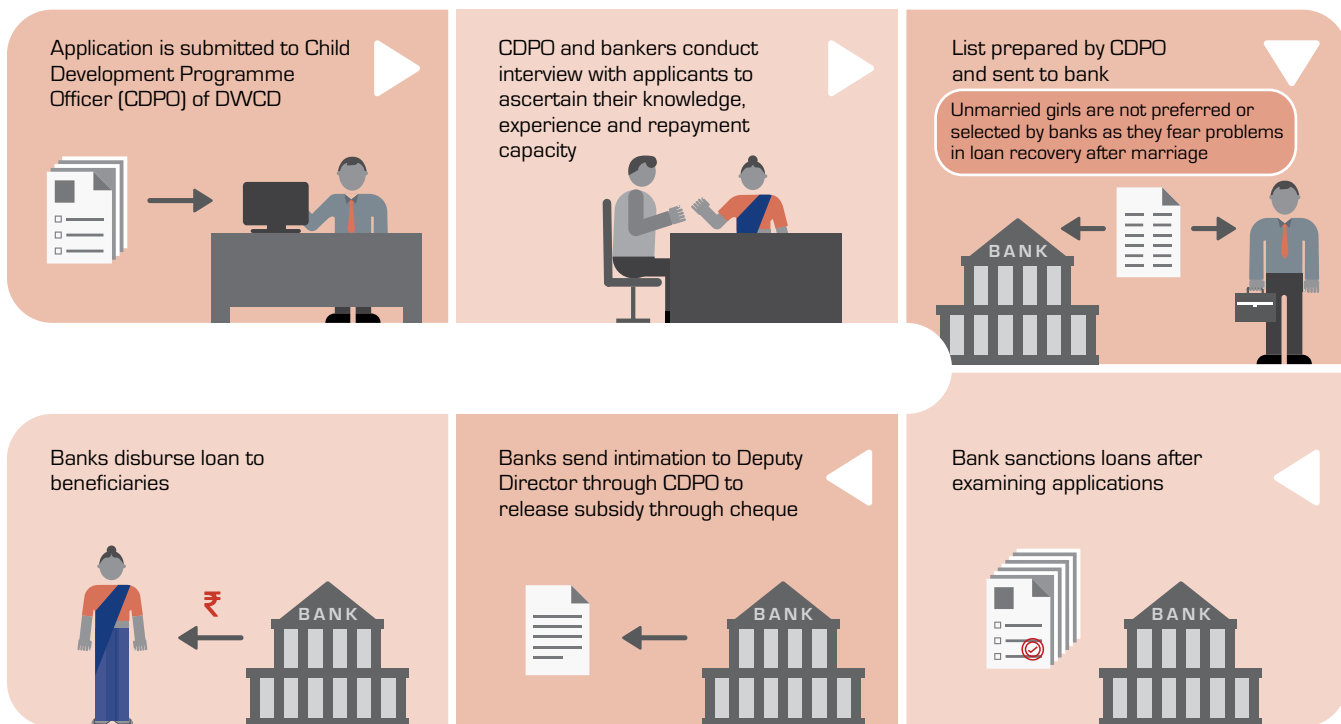 Application is submitted to Child
Development Programme
Officer (CDPO) of DWCD
CDPO and bankers conduct
interview with applicants to
ascertain their knowledge,
experience and repayment
capacity
List prepared by CDPO
and sent to bank
Unmarried girls are not preferred or
selected by banks as they fear problems
in loan recovery after marriage
BANK
Bank sanctions loans after
examining applications
BANK
Banks send intimation to Deputy
Director through CDPO to
release subsidy through cheque
BANK
Banks disburse loan to
beneficiaries
₹
BANK